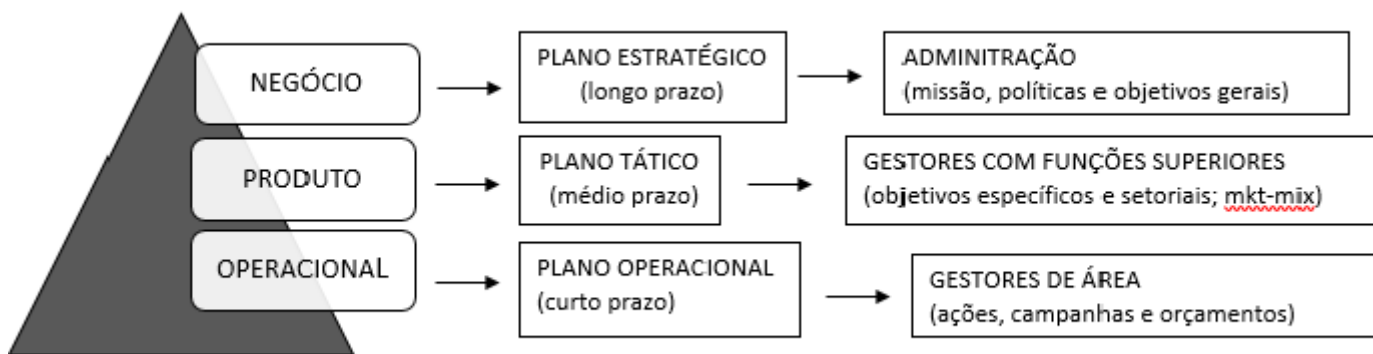 NEGÓCIO
PLANO ESTRATÉGICO
(longo prazo)
ADMINITRAÇÃO
(missão, políticas e objetivos gerais)
PRODUTO
PLANO TÁTICO
(médio prazo)
GESTORES COM FUNÇÕES SUPERIORES
(objetivos específicos e setoriais; mkt-mix)
OPERACIONAL
PLANO OPERACIONAL
(curto prazo)
GESTORES DE ÁREA
(ações, campanhas e orçamentos)